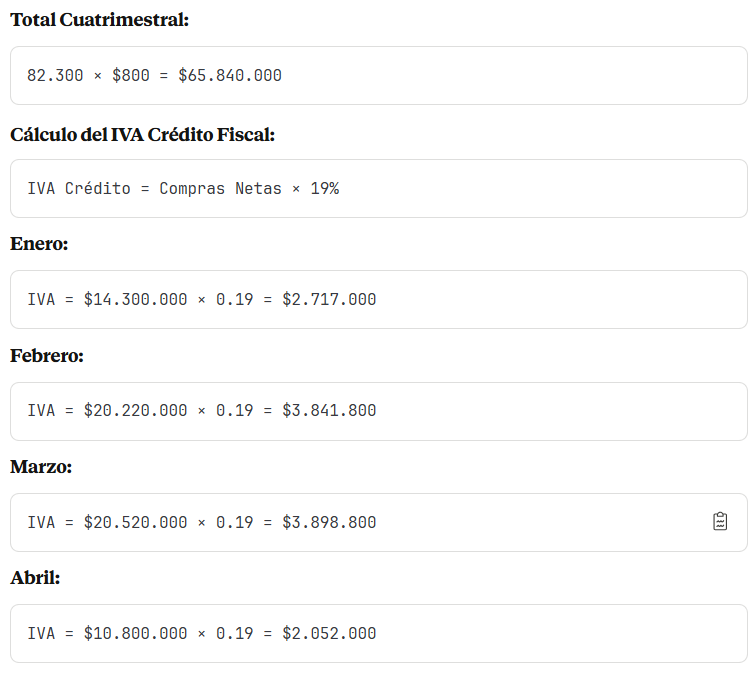 Total Cuatrimestral:
82.300 × $800 = $65.840.000
Cálculo del IVA Crédito Fiscal:
IVA Crédito = Compras Netas × 19%
Enero:
IVA = $14.300.000 × 0.19 = $2.717.000
Febrero:
IVA = $20.220.000 × 0.19 = $3.841.800
Marzo:
IVA = $20.520.000 × 0.19 = $3.898.800
Abril:
IVA = $10.800.000 × 0.19 = $2.052.000